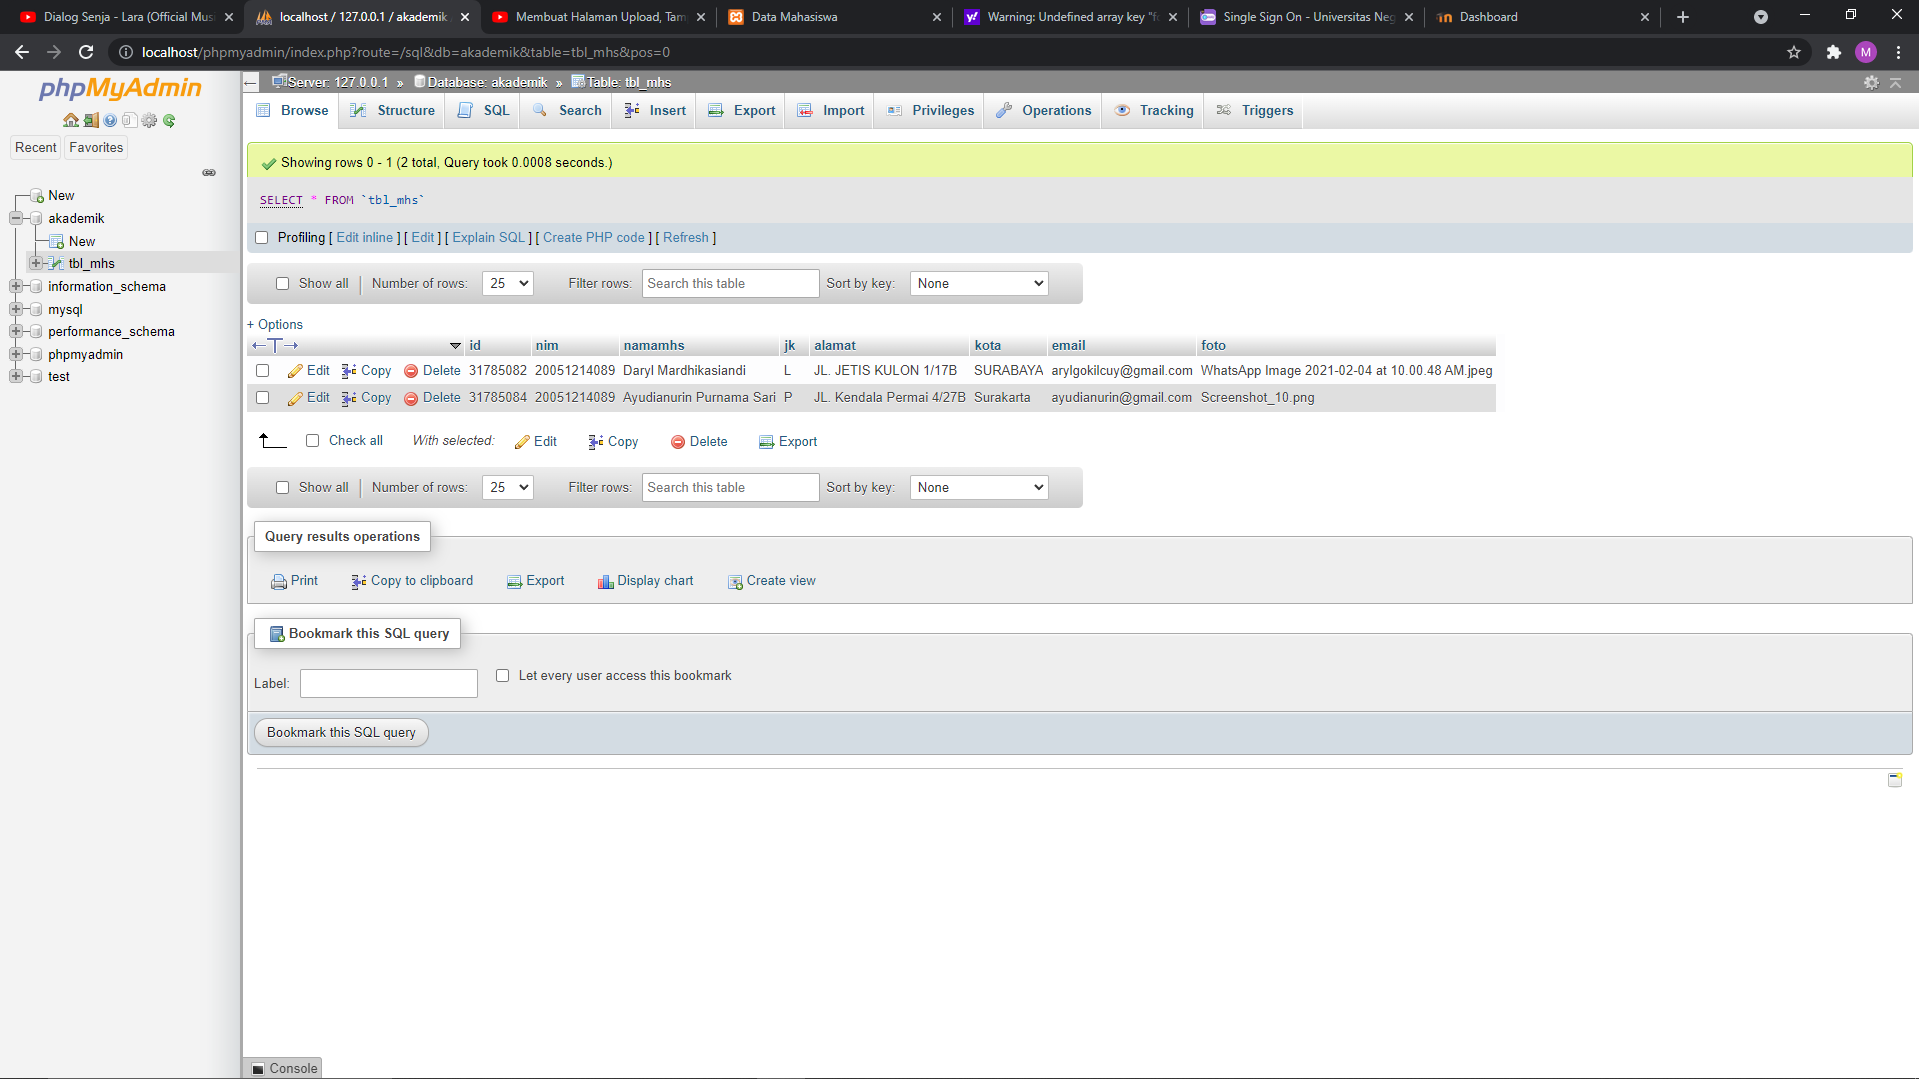 Dialog Senja - Lara (Official Mus
localhost / 127.0.0.1 / akademik
Membuat Halaman Upload, Tam
Data Mahasiswa
Warning: Undefined array key "fo
Single Sign On - Universitas Neg
Dashboard
localhost/phpmyadmin/index.php?route=/sql&db=akademik&table=tbl_mhs&pos=0
M
phpMyAdmin
Recent
Favorites
New
akademik
New
tbl_mhs
information_schema
mysql
performance_schema
phpmyadmin
test
Server: 127.0.0.1 » Database: akademik » Table: tbl_mhs
Browse
Structure
SQL
Search
Insert
Export
Import
Privileges
Operations
Tracking
Triggers
Showing rows 0 - 1 (2 total, Query took 0.0008 seconds.)
SELECT * FROM `tbl_mhs`
Profiling [ Edit inline ] [ Edit ] [ Explain SQL ] [ Create PHP code ] [ Refresh ]
Show all | Number of rows: 25 Filter rows: Search this table Sort by key: None
+ Options
id nim namamhs jk alamat kota email foto
Edit Copy Delete 31785082 20051214089 Daryl Mardhikasiandi L JL. JETIS KULON 1/17B SURABAYA arylgokilcuy@gmail.com WhatsApp Image 2021-02-04 at 10.00.48 AM.jpeg
Edit Copy Delete 31785084 20051214089 Ayudianurin Purnama Sari P JL. Kendala Permai 4/27B Surakarta ayudianurin@gmail.com Screenshot_10.png
Check all With selected: Edit Copy Delete Export
Show all | Number of rows: 25 Filter rows: Search this table Sort by key: None
Query results operations
Print Copy to clipboard Export Display chart Create view
Bookmark this SQL query
Label: Let every user access this bookmark
Bookmark this SQL query
Console